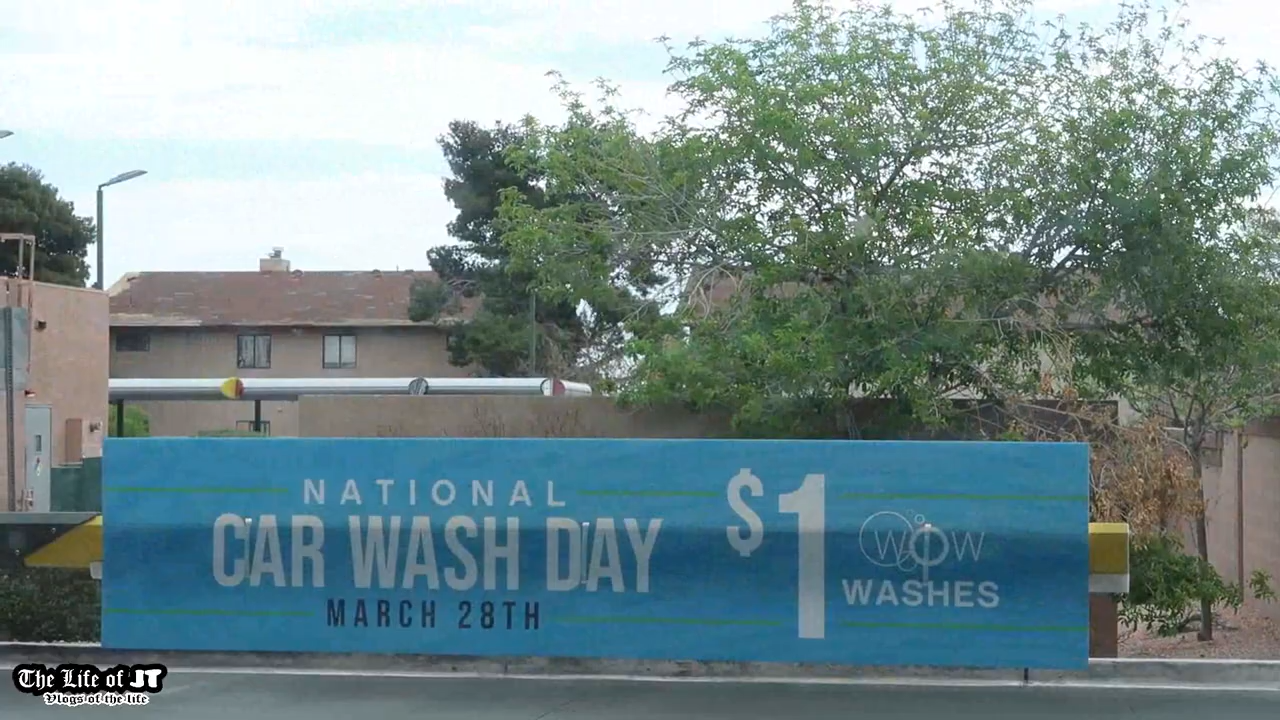 NATIONAL
CAR WASH DAY
MARCH 28TH
$1
WOW
WASHES
The Life of JT
Vlogs of the life